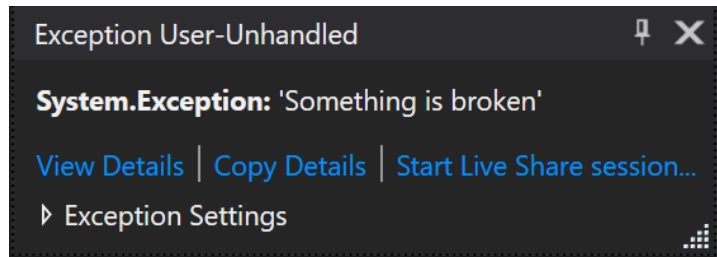 Exception User-Unhandled
System.Exception: 'Something is broken'
View Details | Copy Details | Start Live Share session...
Exception Settings